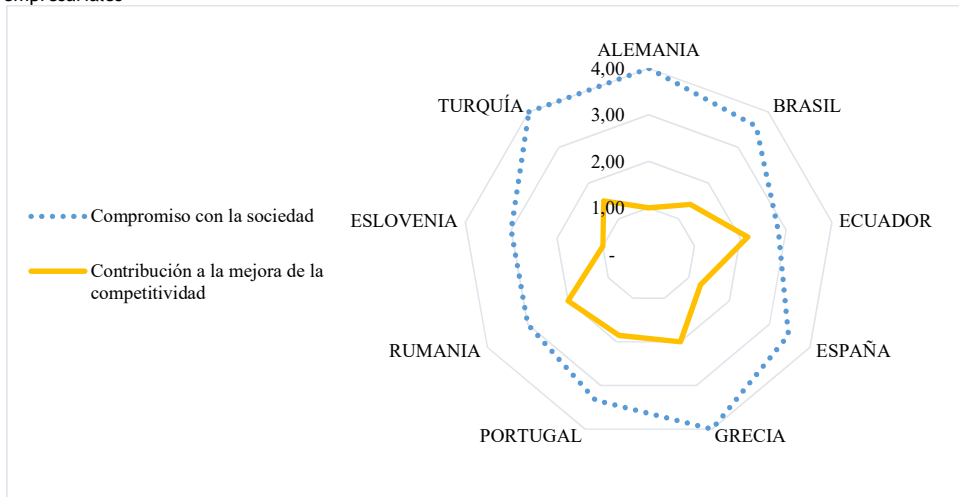 empresariales
ALEMANIA
4,00
TURQUÍA
BRASIL
3,00
2,00
1,00
Compromiso con la sociedad
ESLOVENIA
ECUADOR
-
Contribución a la mejora de la
competitividad
RUMANIA
ESPAÑA
PORTUGAL
GRECIA